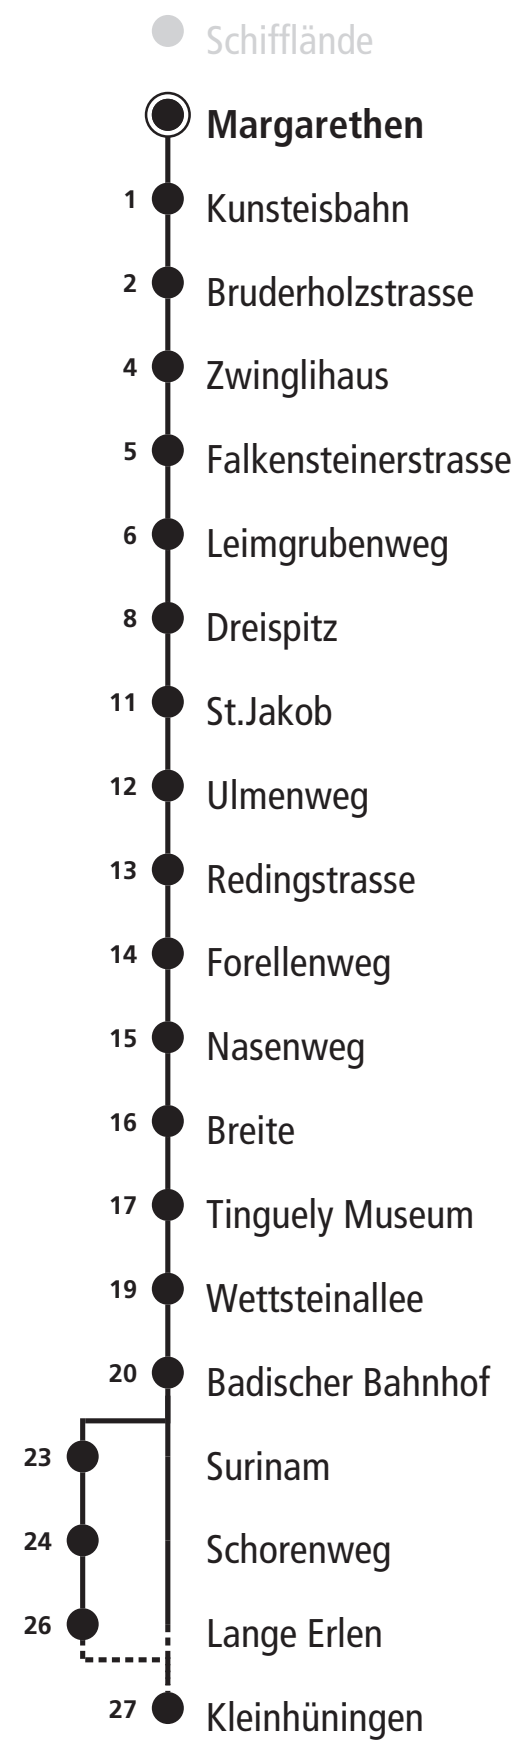 Schifflände
Margarethen
1 Kunsteisbahn
2 Bruderholzstrasse
4 Zwinglihaus
5 Falkensteinerstrasse
6 Leimgrubenweg
8 Dreispitz
11 St.Jakob
12 Ulmenweg
13 Redingstrasse
14 Forellenweg
15 Nasenweg
16 Breite
17 Tinguely Museum
19 Wettsteinallee
20 Badischer Bahnhof
23 Surinam
24 Schorenweg
26 Lange Erlen
27 Kleinhüningen